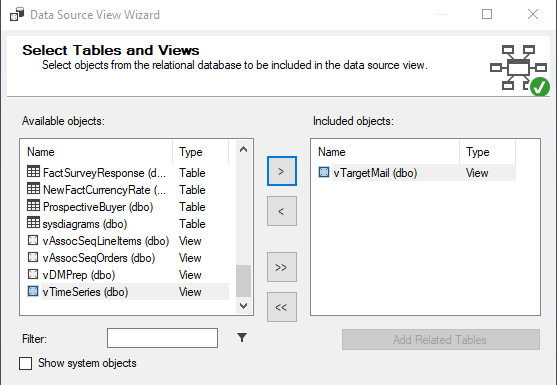 Data Source View Wizard
Select Tables and Views
Select objects from the relational database to be included in the data source view.
Available objects:
Included objects:
Name Type
FactSurveyResponse (d... Table
NewFactCurrencyRate (... Table
ProspectiveBuyer (dbo) Table
sysdiagrams (dbo) Table
vAssocSeqLineItems (dbo) View
vAssocSeqOrders (dbo) View
vDMPrep (dbo) View
vTimeSeries (dbo) View
>
<
>>
<<
Name Type
vTargetMail (dbo) View
Filter:
Add Related Tables
Show system objects